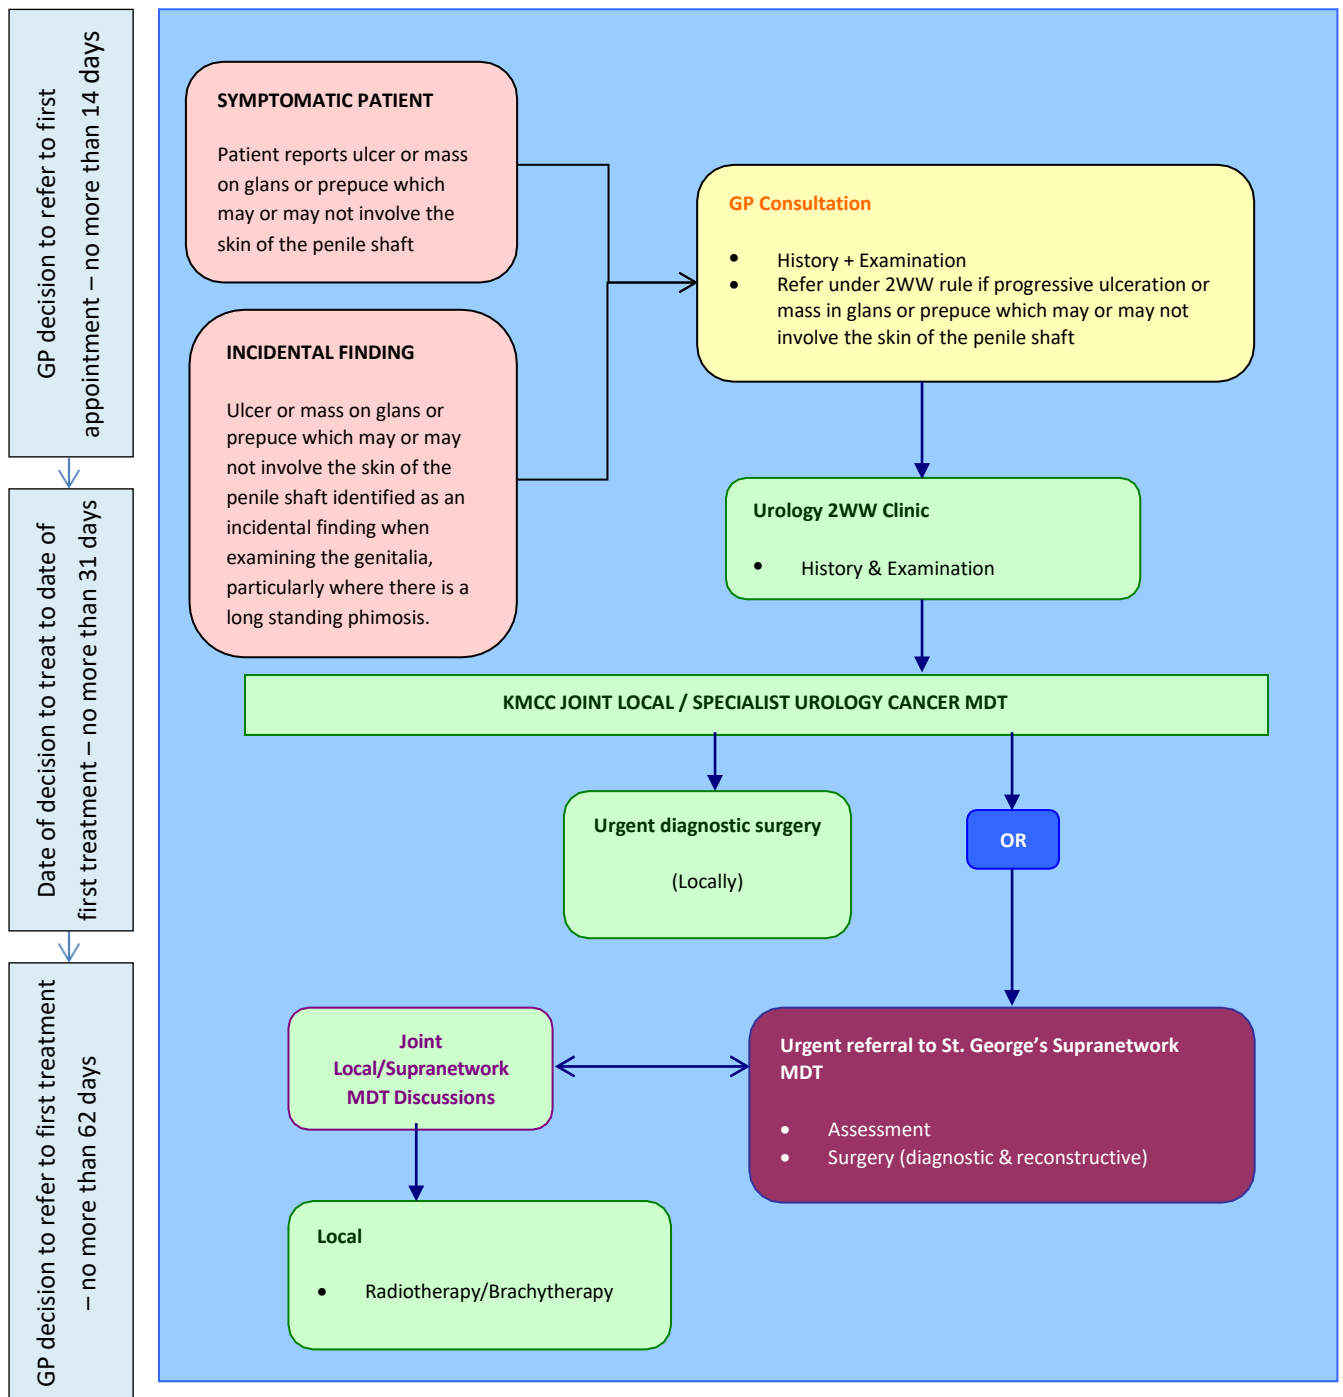 GP decision to refer to first
appointment – no more than 14 days
Date of decision to treat to date of
first treatment – no more than 31 days
GP decision to refer to first treatment
– no more than 62 days
SYMPTOMATIC PATIENT
Patient reports ulcer or mass
on glans or prepuce which
may or may not involve the
skin of the penile shaft
INCIDENTAL FINDING
Ulcer or mass on glans or
prepuce which may or may
not involve the skin of the
penile shaft identified as an
incidental finding when
examining the genitalia,
particularly where there is a
long standing phimosis.
GP Consultation
• History + Examination
• Refer under 2WW rule if progressive ulceration or
mass in glans or prepuce which may or may not
involve the skin of the penile shaft
Urology 2WW Clinic
• History & Examination
KMCC JOINT LOCAL / SPECIALIST UROLOGY CANCER MDT
Urgent diagnostic surgery
(Locally)
OR
Joint
Local/Supranetwork
MDT Discussions
Urgent referral to St. George’s Supranetwork
MDT
• Assessment
• Surgery (diagnostic & reconstructive)
Local
• Radiotherapy/Brachytherapy